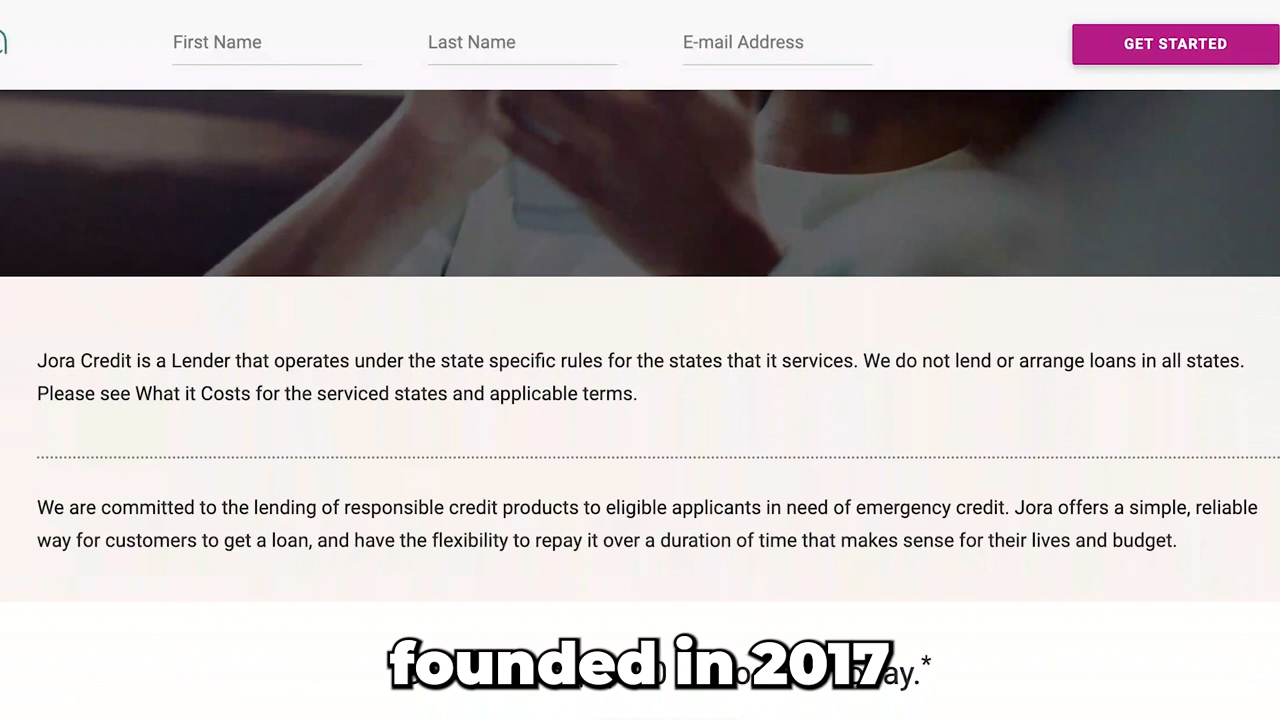 First Name
Last Name
E-mail Address
GET STARTED
Jora Credit is a Lender that operates under the state specific rules for the states that it services. We do not lend or arrange loans in all states.
Please see What it Costs for the serviced states and applicable terms.
We are committed to the lending of responsible credit products to eligible applicants in need of emergency credit. Jora offers a simple, reliable
way for customers to get a loan, and have the flexibility to repay it over a duration of time that makes sense for their lives and budget.
founded in 2017